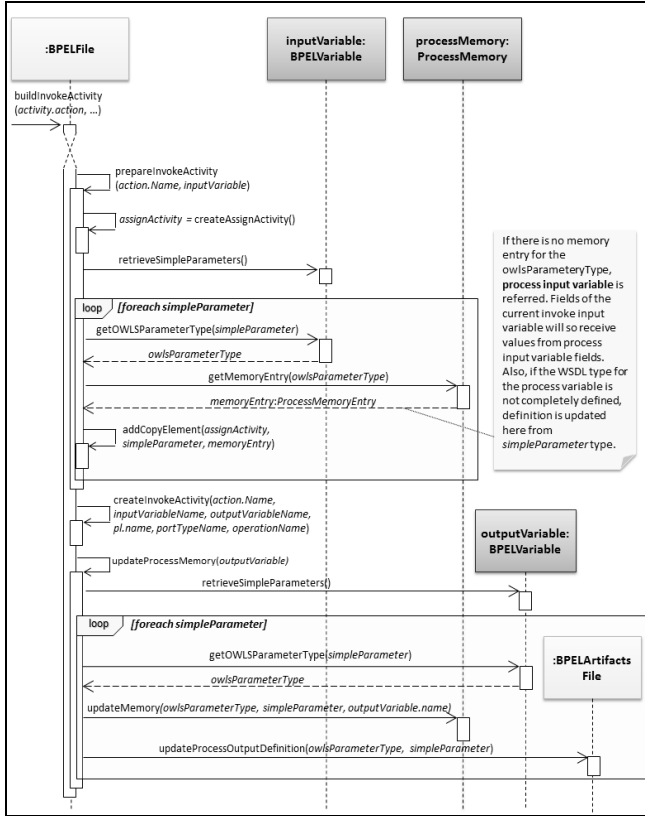 :BPELFile
inputVariable:
BPELVariable
processMemory:
ProcessMemory
buildInvokeActivity
(activity.action, ...)
prepareInvokeActivity
(action.Name, inputVariable)
assignActivity = createAssignActivity()
retrieveSimpleParameters()
If there is no memory
entry for the
owlsParameteryType,
process input variable is
referred. Fields of the
current invoke input
variable will so receive
values from process
input variable fields.
Also, if the WSDL type for
the process variable is
not completely defined,
definition is updated
here from
simpleParameter type.
loop [foreach simpleParameter]
getOWLSParameterType(simpleParameter)
owlsParameterType
getMemoryEntry(owlsParameterType)
memoryEntry:ProcessMemoryEntry
addCopyElement(assignActivity,
simpleParameter, memoryEntry)
createInvokeActivity(action.Name,
inputVariableName, outputVariableName,
pl.name, portTypeName, operationName)
outputVariable:
BPELVariable
updateProcessMemory(outputVariable)
retrieveSimpleParameters()
loop [foreach simpleParameter]
:BPELArtifacts
File
getOWLSParameterType(simpleParameter)
owlsParameterType
updateMemory(owlsParameterType, simpleParameter, outputVariable.name)
updateProcessOutputDefinition(owlsParameterType, simpleParameter)